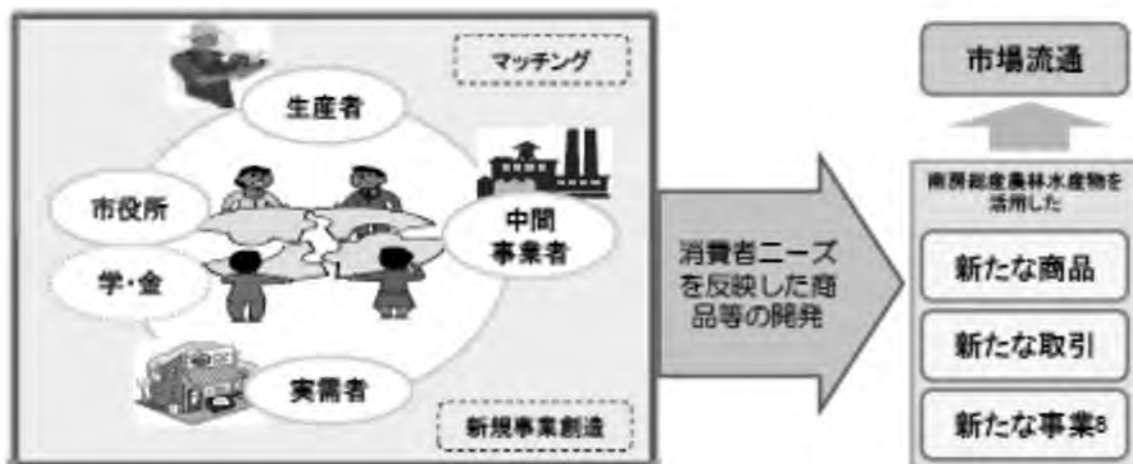 マッチング
生産者
市役所
学・金
中間
事業者
実需者
新規事業創造
消費者ニーズ
を反映した商
品等の開発
市場流通
南房総産農林水産物を
活用した
新たな商品
新たな取引
新たな事業8